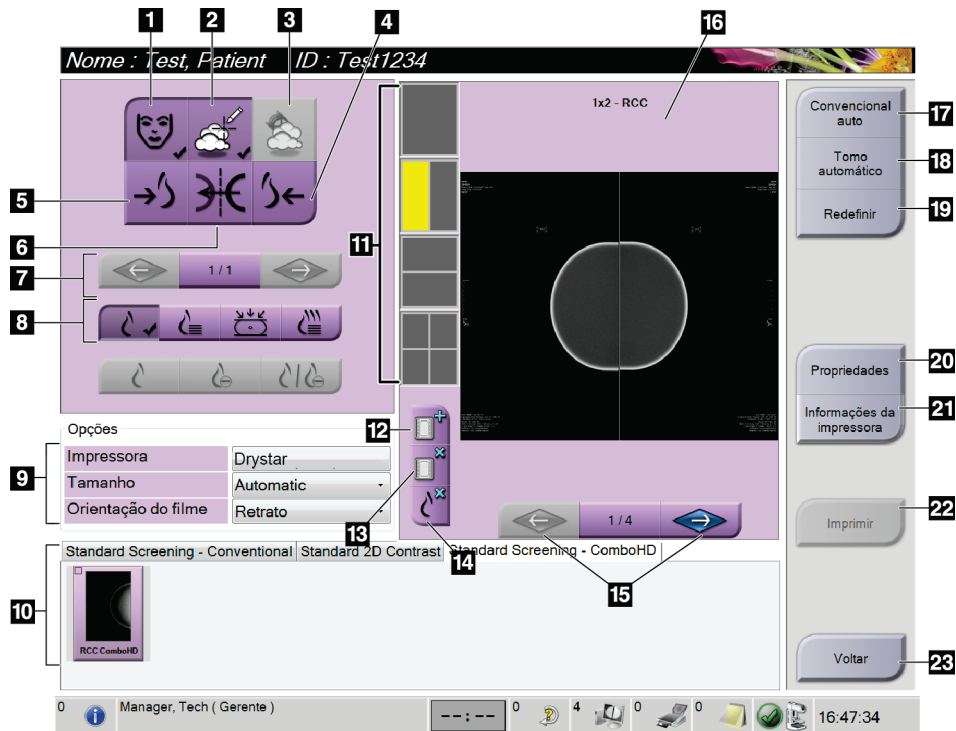 1
2
3
4
16
Nome : Test, Patient ID : Test1234
1x2 - RCC
Convencional
auto
17
Tomo
automático
18
Redefinir
19
5
6
11
7
1/1
8
Propriedades
20
Informações da
impressora
21
Opções
12
9
Impressora
Drystar
Tamanho
Automatic
Orientação do filme
Retrato
13
14
1/4
15
Imprimir
22
Standard Screening - Conventional
Standard 2D Contrast
Standard Screening - ComboHD
10
RCC ComboHD
Voltar
23
0
Manager, Tech ( Gerente )
--:--
0
4
0
0
16:47:34